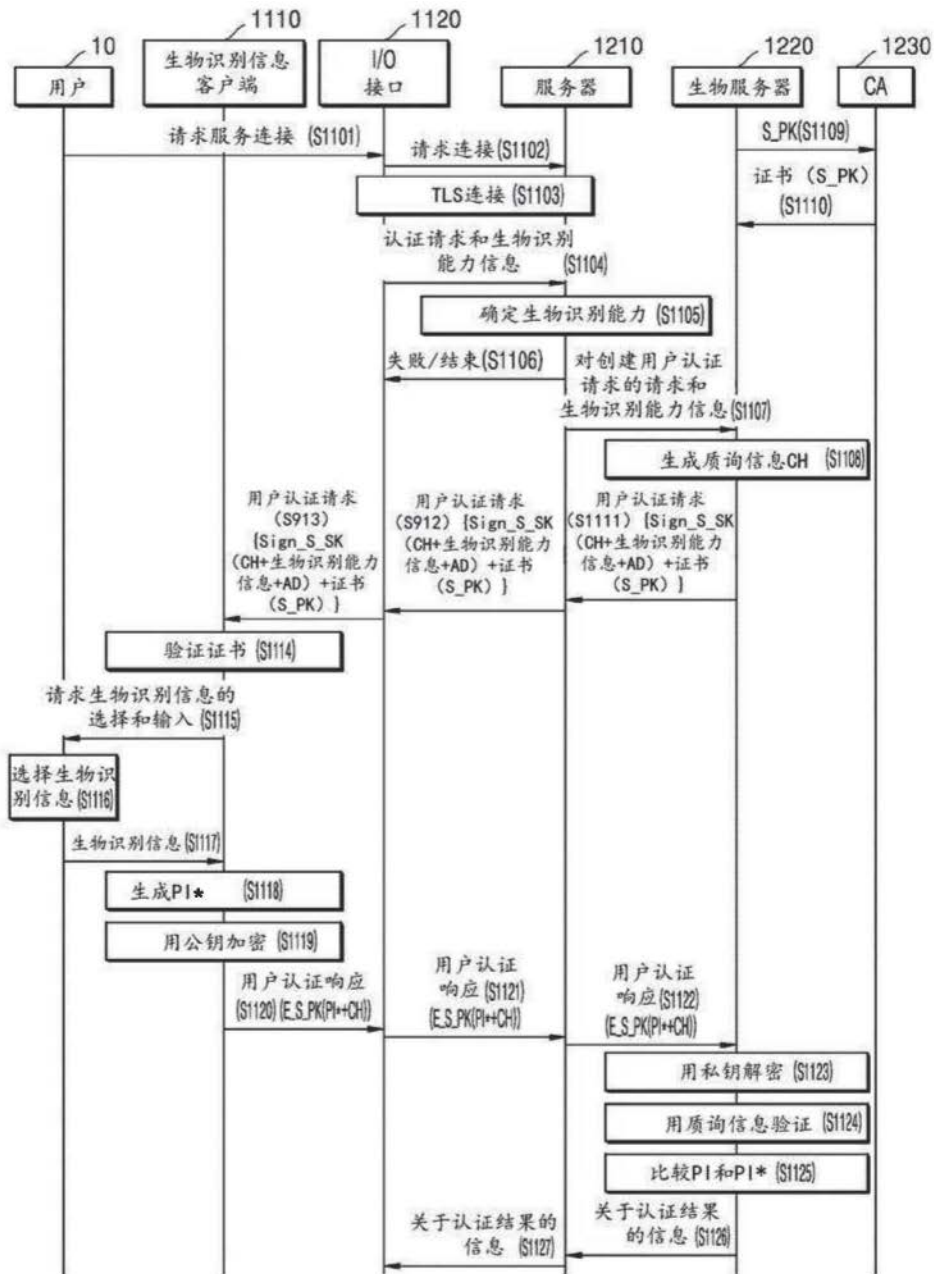 10
1110
1120
1210
1220
1230
用户
生物识别信息
客户端
I/O
接口
服务器
生物服务器
CA
请求服务连接 (S1101)
请求连接(S1102)
S_PK(S1109)
TLS连接(S1103)
证书 (S_PK)
(S1110)
认证请求和生物识别
能力信息 (S1104)
确定生物识别能力 (S1105)
失败/结束(S1106)
对创建用户认证
请求的请求和
生物识别能力信息(S1107)
生成质询信息CH (S1108)
用户认证请求
(S913)
{Sign_S_SK
(CH+生物识别能力
信息+AD) +证书
(S_PK) }
用户认证请求
(S912) {Sign_S_SK
(CH+生物识别能力
信息+AD) +证书
(S_PK) }
用户认证请求
(S1111) {Sign_S_SK
(CH+生物识别能力
信息+AD) +证书
(S_PK) }
验证证书 (S1114)
请求生物识别信息的
选择和输入(S1115)
选择生物识
别信息(S1116)
生物识别信息(S1117)
生成PI* (S1118)
用公钥加密 (S1119)
用户认证响应
(S1120)(E_S_PK(PI*+CH))
用户认证
响应(S1121)
(E_S_PK(PI*+CH))
用户认证
响应(S1122)
(E_S_PK(PI*+CH))
用私钥解密 (S1123)
用质询信息验证 (S1124)
比较PI和PI* (S1125)
关于认证结果
的信息(S1126)
关于认证结果的
信息 (S1127)